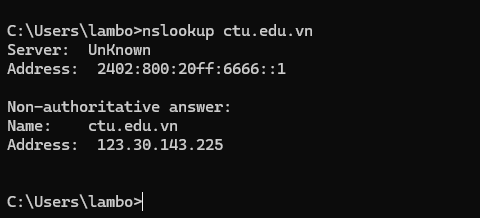 C:\Users\lambo>nslookup ctu.edu.vn
Server:  UnKnown
Address:  2402:800:20ff:6666::1

Non-authoritative answer:
Name:    ctu.edu.vn
Address:  123.30.143.225


C:\Users\lambo>